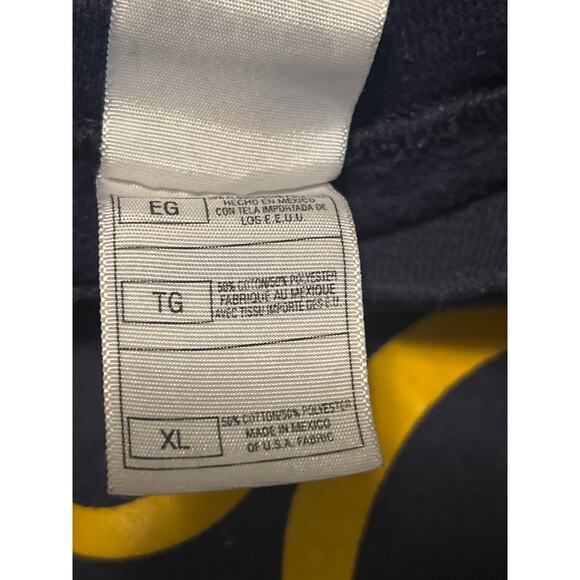 EG
HECHO EN MEXICO
CON TELA IMPORTADA DE
LOS E.E.U.U
TG
50% COTON/50% POLYESTER
FABRIQUE AU MEXIQUE
AVEC TISSU IMPORTE DES E.U.
XL
50% COTTON/50% POLYESTER
MADE IN MEXICO
OF U.S.A. FABRIC